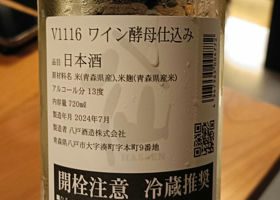 V1116 ワイン酵母仕込み
品目 日本酒
原材料名 米(青森県産)、米麹(青森県産米)
アルコール分 13度
内容量 720ml
製造年月 2024年7月
製造者 八戸酒造株式会社
青森県八戸市大字湊町字本町9番地
HASSEN
開栓注意 冷蔵推奨